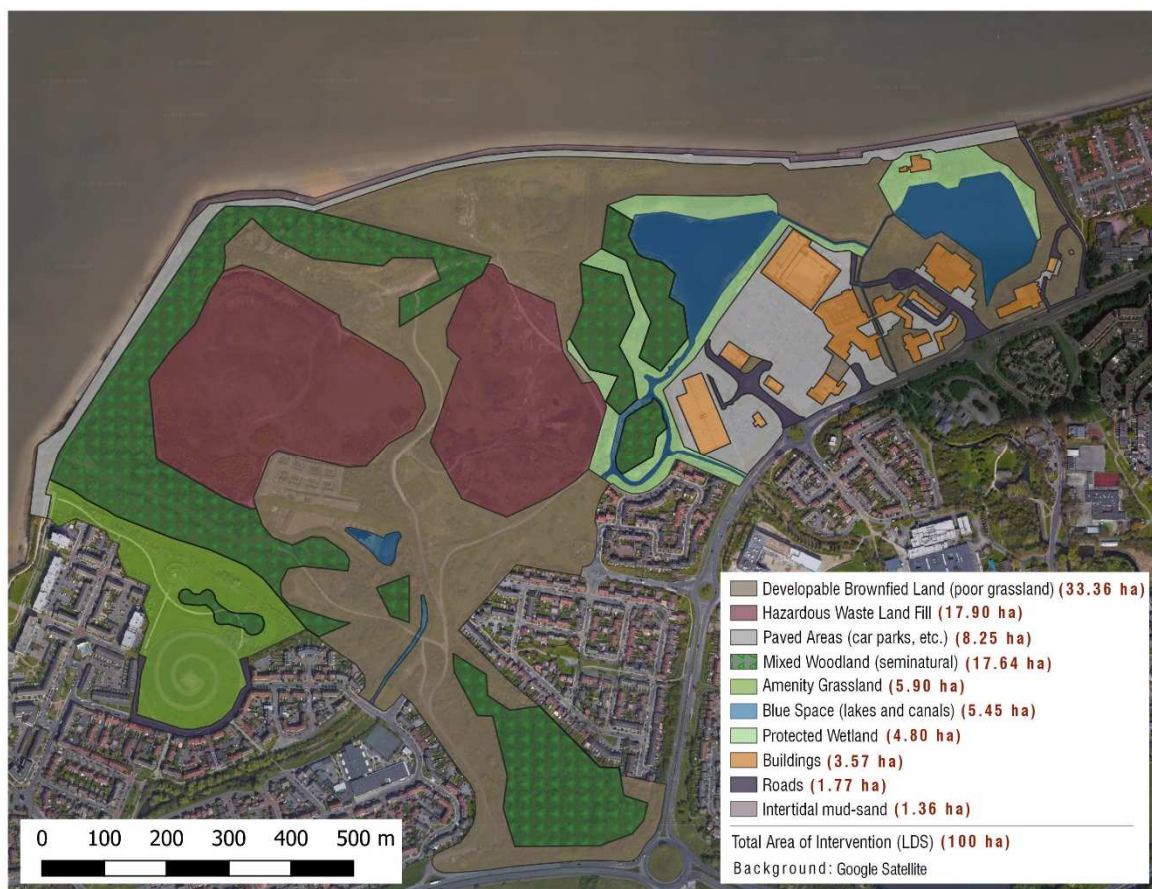 Developable Brownfied Land (poor grassland) (33.36 ha)
Hazardous Waste Land Fill (17.90 ha)
Paved Areas (car parks, etc.) (8.25 ha)
Mixed Woodland (seminatural) (17.64 ha)
Amenity Grassland (5.90 ha)
Blue Space (lakes and canals) (5.45 ha)
Protected Wetland (4.80 ha)
Buildings (3.57 ha)
Roads (1.77 ha)
Intertidal mud-sand (1.36 ha)
Total Area of Intervention (LDS) (100 ha)
Background: Google Satellite
0 100 200 300 400 500 m